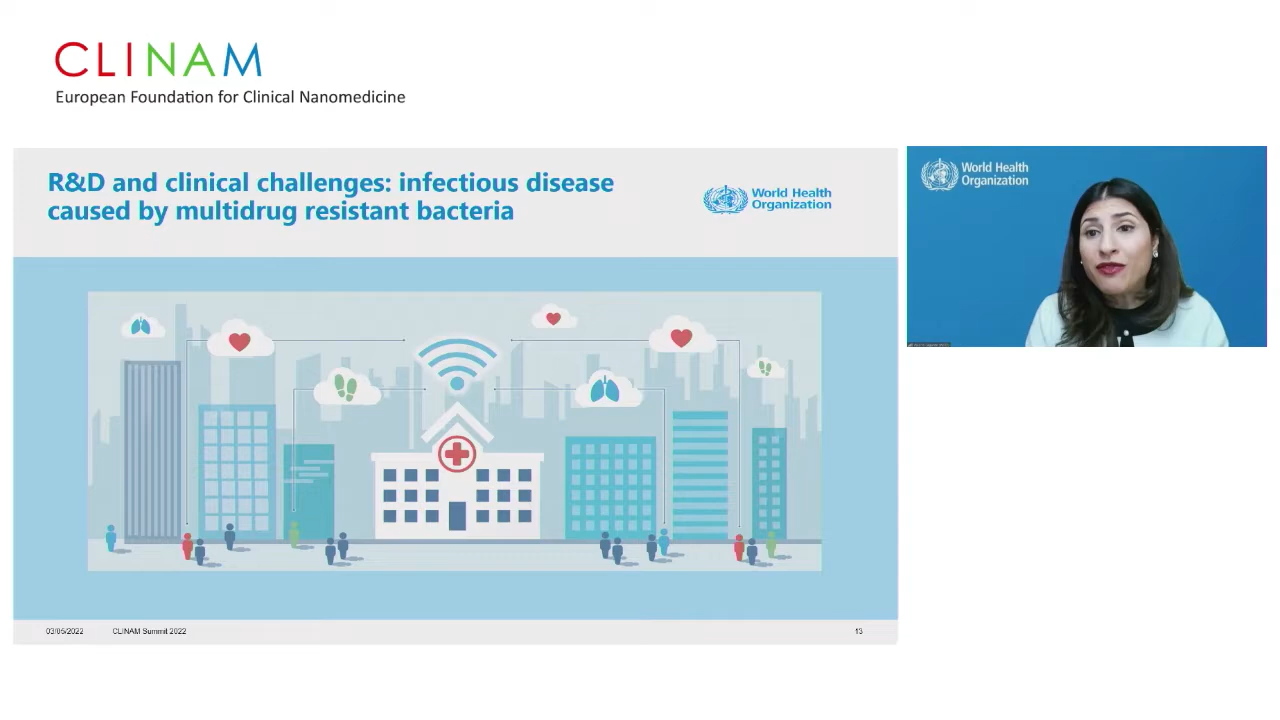 CLINAM
European Foundation for Clinical Nanomedicine
R&D and clinical challenges: infectious disease
caused by multidrug resistant bacteria
World Health
Organization
World Health
Organization
03/05/2022
CLINAM Summit 2022
13